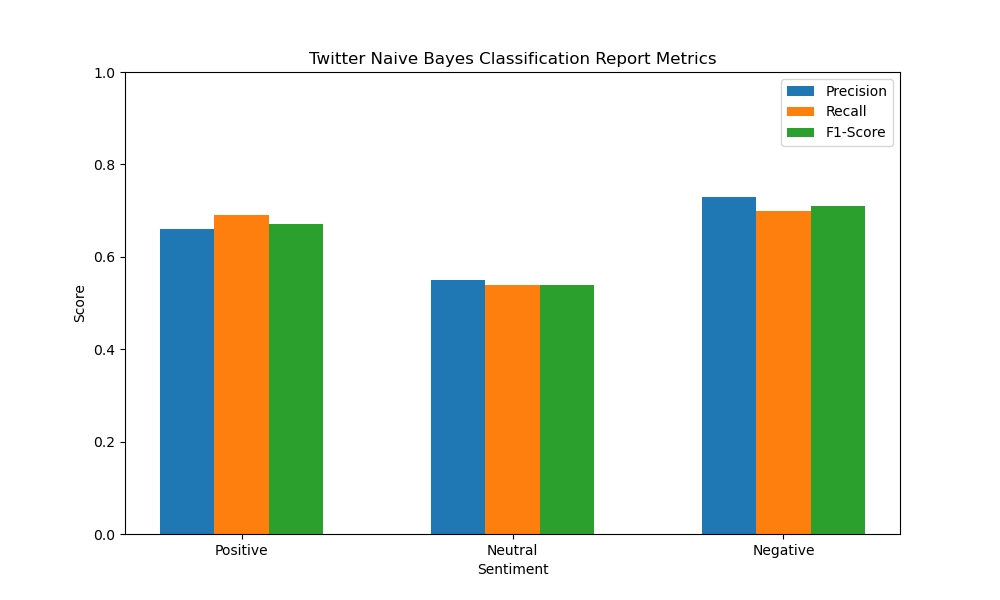 Twitter Naive Bayes Classification Report Metrics
Precision
Recall
F1-Score
1.0
0.8
0.6
0.4
0.2
0.0
Score
Positive
Neutral
Negative
Sentiment